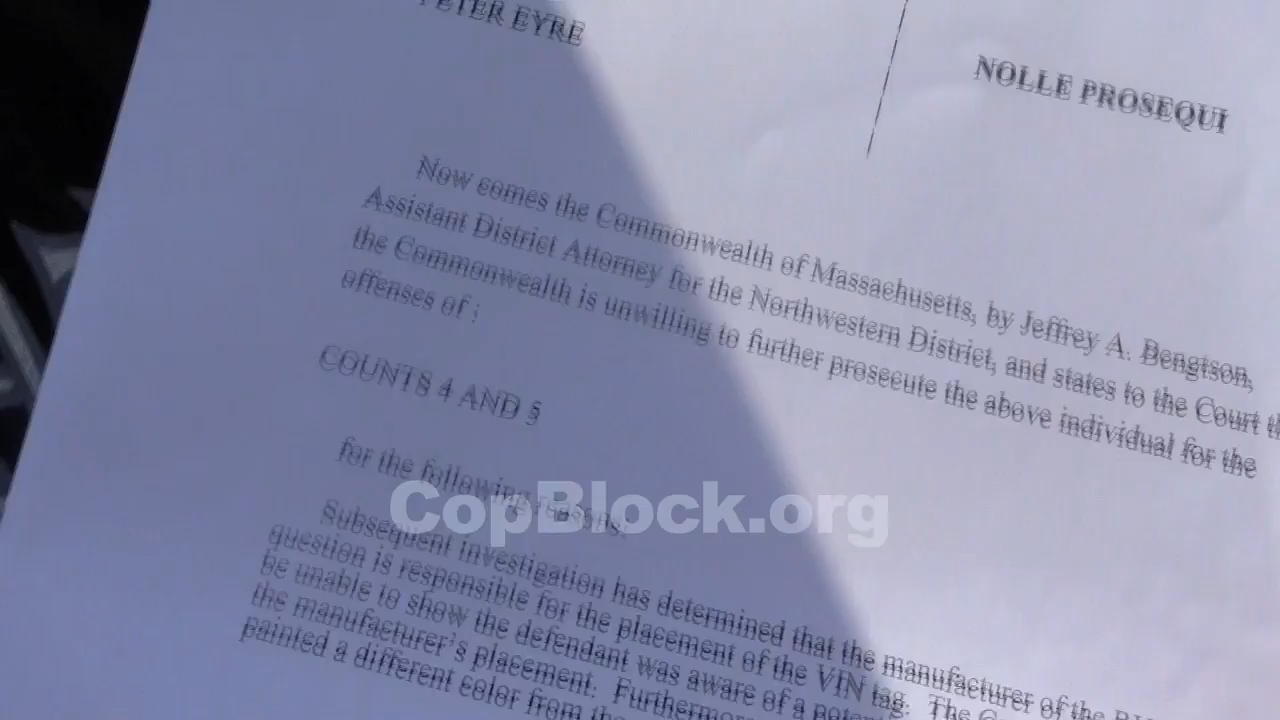 PETER EYRE
NOLLE PROSEQUI
Now comes the Commonwealth of Massachusetts, by Jeffrey A. Bengtson,
Assistant District Attorney for the Northwestern District, and states to the Court
the Commonwealth is unwilling to further prosecute the above individual for the
offenses of :
COUNTS 4 AND 5
for the following reasons:
CopBlock.org
Subsequent investigation has determined that the manufacturer of the
question is responsible for the placement of the VIN tag. The
be unable to show the defendant was aware of a
the manufacturer's placement. Furthermore
painted a different color from the